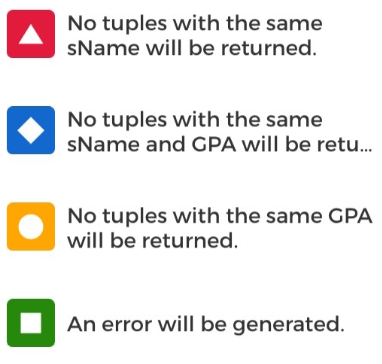 No tuples with the same
sName will be returned.
No tuples with the same
sName and GPA will be retu...
No tuples with the same GPA
will be returned.
An error will be generated.